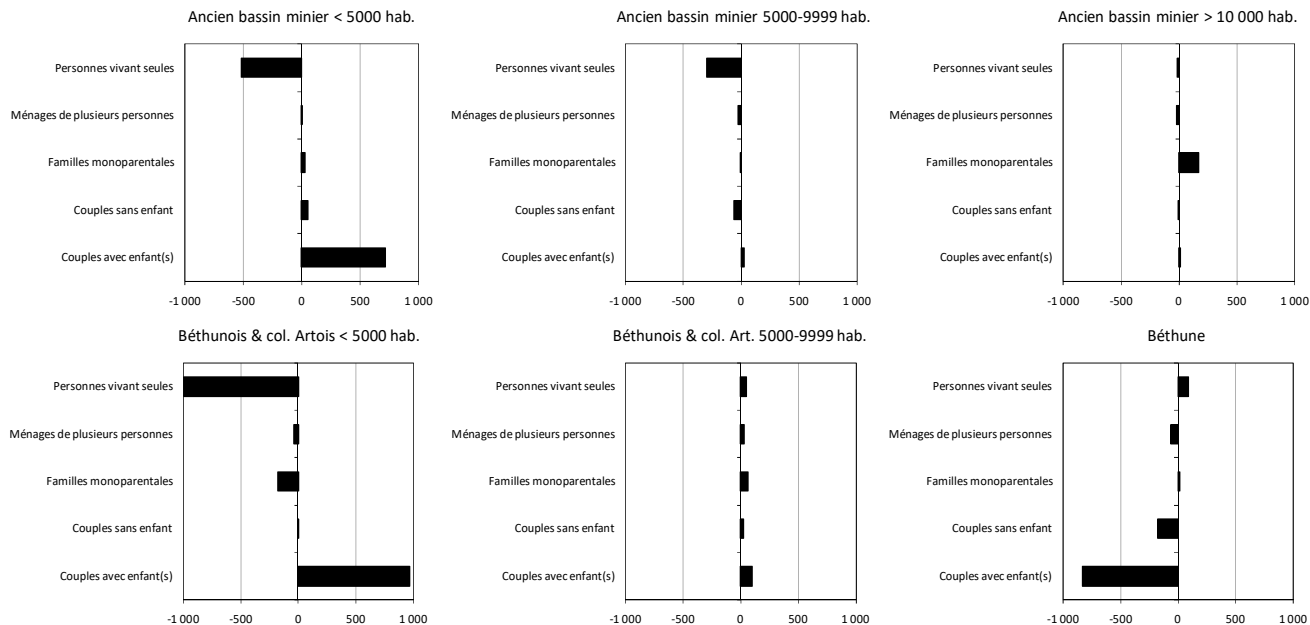 Ancien bassin minier < 5000 hab.
Personnes vivant seules
Ménages de plusieurs personnes
Familles monoparentales
Couples sans enfant
Couples avec enfant(s)
-1 000 -500 0 500 1 000
Ancien bassin minier 5000-9999 hab.
Personnes vivant seules
Ménages de plusieurs personnes
Familles monoparentales
Couples sans enfant
Couples avec enfant(s)
-1 000 -500 0 500 1 000
Ancien bassin minier > 10 000 hab.
Personnes vivant seules
Ménages de plusieurs personnes
Familles monoparentales
Couples sans enfant
Couples avec enfant(s)
-1 000 -500 0 500 1 000
Béthunois & col. Artois < 5000 hab.
Personnes vivant seules
Ménages de plusieurs personnes
Familles monoparentales
Couples sans enfant
Couples avec enfant(s)
-1 000 -500 0 500 1 000
Béthunois & col. Art. 5000-9999 hab.
Personnes vivant seules
Ménages de plusieurs personnes
Familles monoparentales
Couples sans enfant
Couples avec enfant(s)
-1 000 -500 0 500 1 000
Béthune
Personnes vivant seules
Ménages de plusieurs personnes
Familles monoparentales
Couples sans enfant
Couples avec enfant(s)
-1 000 -500 0 500 1 000